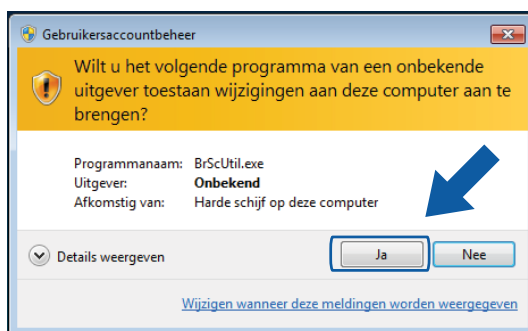 Gebruikersaccountbeheer
Wilt u het volgende programma van een onbekende
uitgever toestaan wijzigingen aan deze computer aan te
brengen?
Programmanaam: BrScUtil.exe
Uitgever: Onbekend
Afkomstig van: Harde schijf op deze computer
Details weergeven Ja Nee
Wijzigen wanneer deze meldingen worden weergegeven